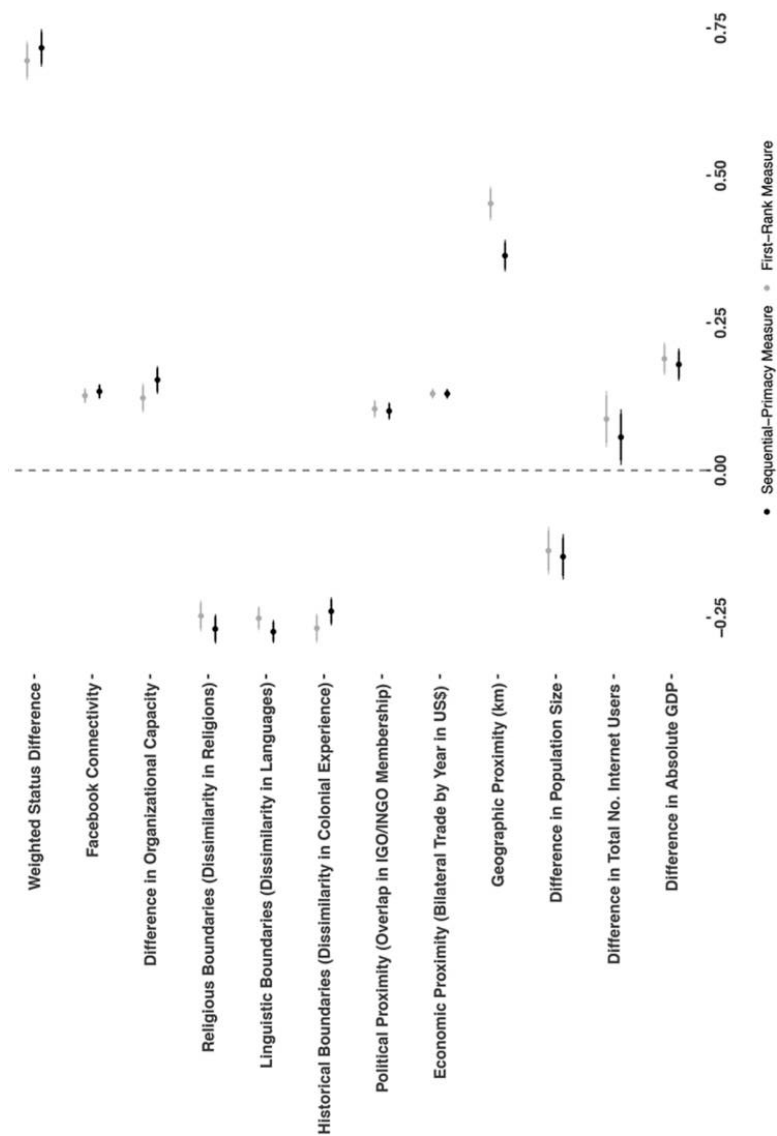 Weighted Status Difference
Facebook Connectivity
Difference in Organizational Capacity
Religious Boundaries (Dissimilarity in Religions)
Linguistic Boundaries (Dissimilarity in Languages)
Historical Boundaries (Dissimilarity in Colonial Experience)
Political Proximity (Overlap in IGO/INGO Membership)
Economic Proximity (Bilateral Trade by Year in US$)
Geographic Proximity (km)
Difference in Population Size
Difference in Total No. Internet Users
Difference in Absolute GDP
−0.25
0.00
0.25
0.50
0.75
Sequential−Primacy Measure
First−Rank Measure